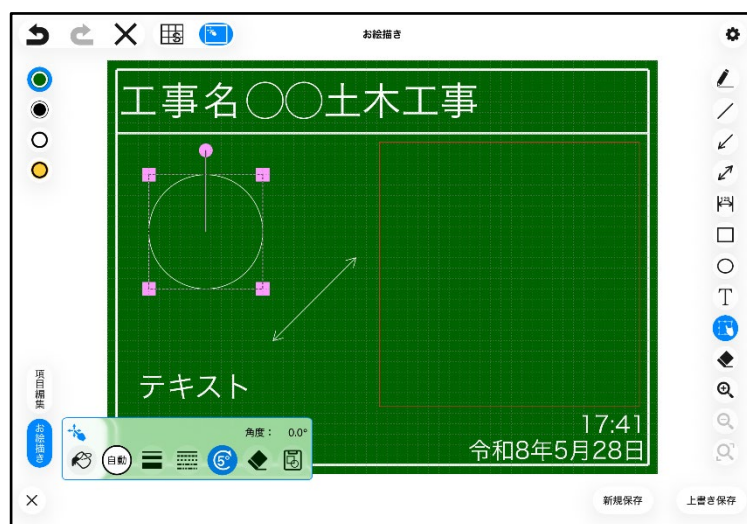 お絵描き
工事名〇〇土木工事
123
T
テキスト
項目編集
お絵描き
角度： 0.0°
自動
5°
17:41
令和8年5月28日
新規保存
上書き保存